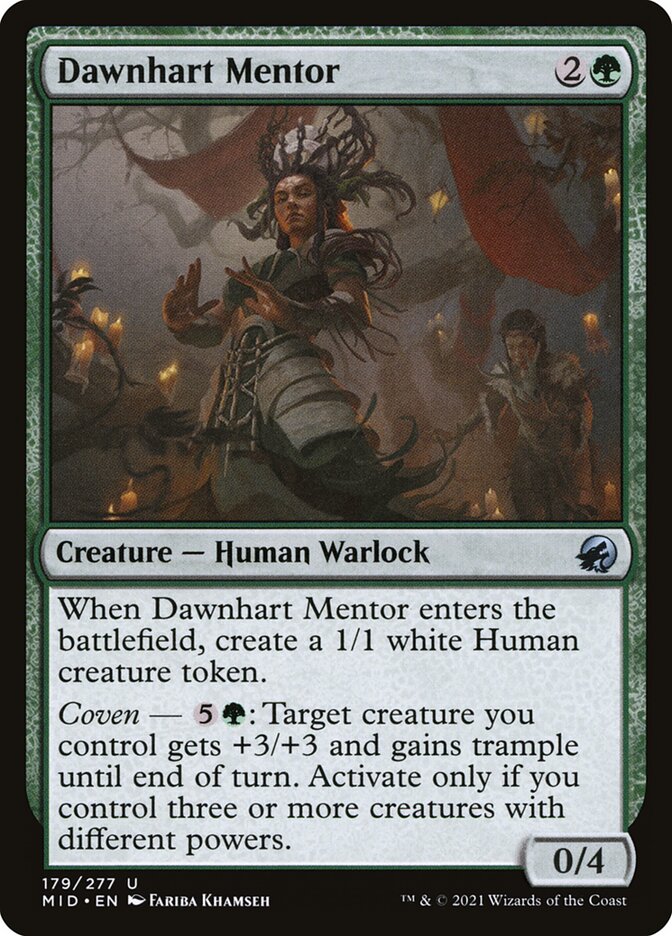 Dawnhart Mentor 2
Creature — Human Warlock
When Dawnhart Mentor enters the
battlefield, create a 1/1 white Human
creature token.
Coven — 5 : Target creature you
control gets +3/+3 and gains trample
until end of turn. Activate only if you
control three or more creatures with
different powers.
0/4
179/277 U
MID • EN Fariba Khamseh
™ & © 2021 Wizards of the Coast